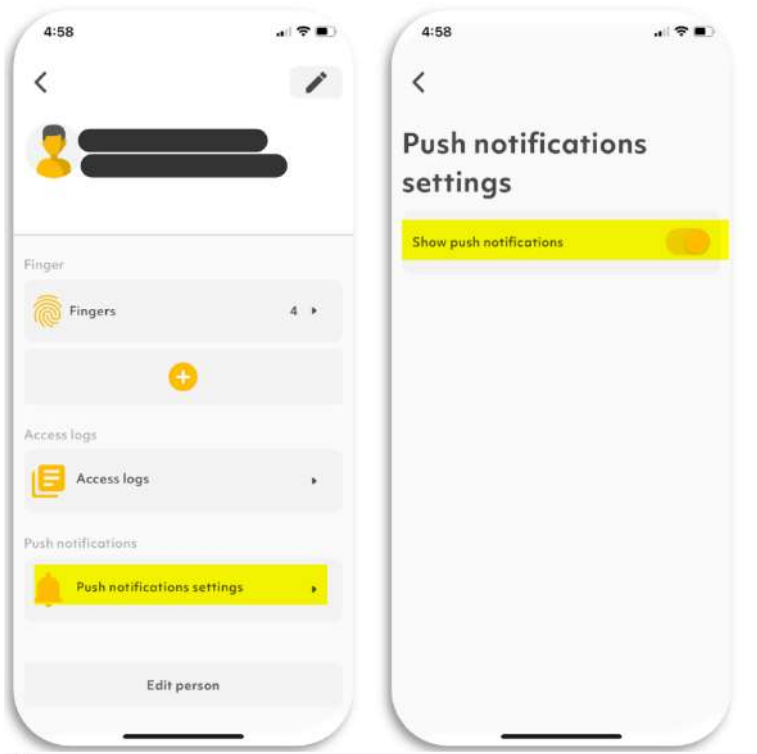 4:58
Finger
Fingers 4
Access logs
Access logs
Push notifications
Push notifications settings
Edit person
4:58
Push notifications
settings
Show push notifications